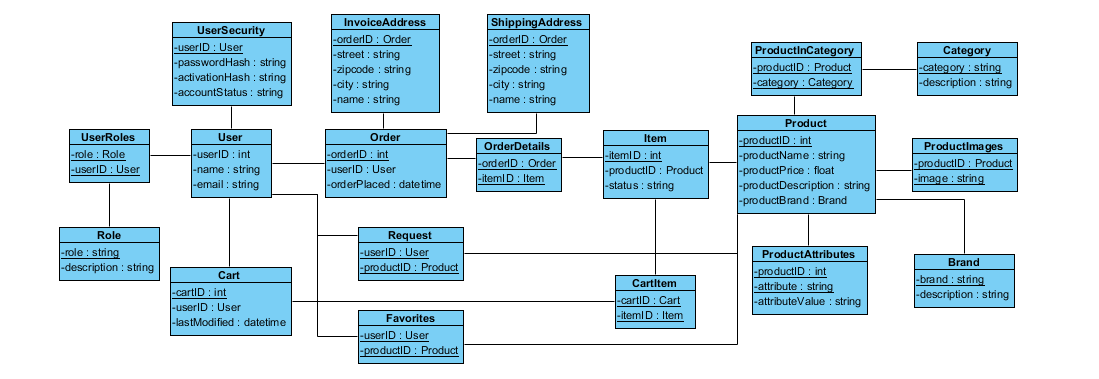 UserSecurity
-userID : User
-passwordHash : string
-activationHash : string
-accountStatus : string
InvoiceAddress
-orderID : Order
-street : string
-zipcode : string
-city : string
-name : string
ShippingAddress
-orderID : Order
-street : string
-zipcode : string
-city : string
-name : string
ProductInCategory
-productID : Product
-category : Category
Category
-category : string
-description : string
UserRoles
-role : Role
-userID : User
User
-userID : int
-name : string
-email : string
Order
-orderID : int
-userID : User
-orderPlaced : datetime
OrderDetails
-orderID : Order
-itemID : Item
Item
-itemID : int
-productID : Product
-status : string
Product
-productID : int
-productName : string
-productPrice : float
-productDescription : string
-productBrand : Brand
ProductImages
-productID : Product
-image : string
Role
-role : string
-description : string
Cart
-cartID : int
-userID : User
-lastModified : datetime
Request
-userID : User
-productID : Product
Favorites
-userID : User
-productID : Product
CartItem
-cartID : Cart
-itemID : Item
ProductAttributes
-productID : int
-attribute : string
-attributeValue : string
Brand
-brand : string
-description : string